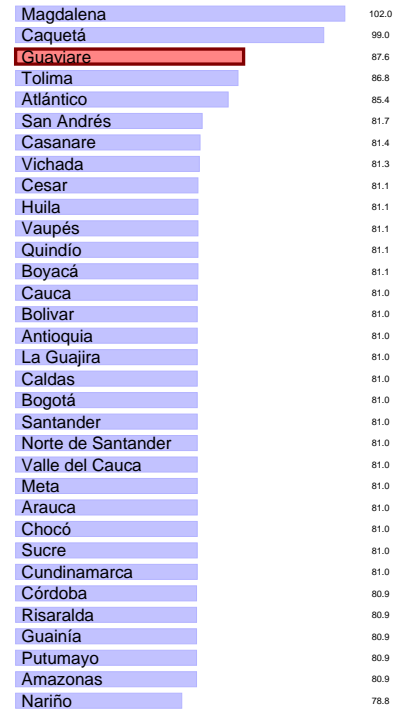 Magdalena 102.0
Caquetá 99.0
Guaviare 87.6
Tolima 86.8
Atlántico 85.4
San Andrés 81.7
Casanare 81.4
Vichada 81.3
Cesar 81.1
Huila 81.1
Vaupés 81.1
Quindío 81.1
Boyacá 81.1
Cauca 81.0
Bolivar 81.0
Antioquia 81.0
La Guajira 81.0
Caldas 81.0
Bogotá 81.0
Santander 81.0
Norte de Santander 81.0
Valle del Cauca 81.0
Meta 81.0
Arauca 81.0
Chocó 81.0
Sucre 81.0
Cundinamarca 81.0
Córdoba 80.9
Risaralda 80.9
Guainía 80.9
Putumayo 80.9
Amazonas 80.9
Nariño 78.8